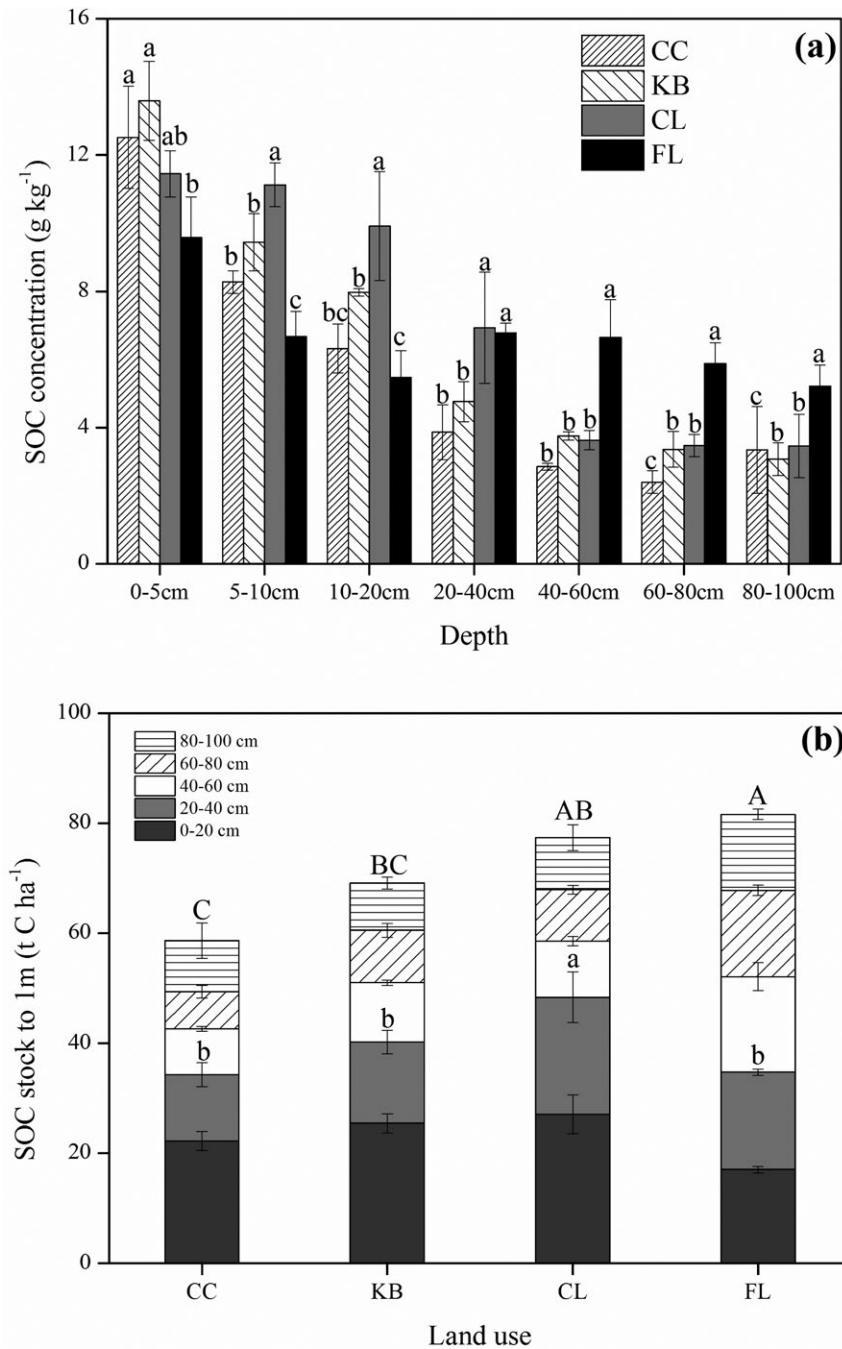 (a)
CC
KB
CL
FL
16
12
8
4
0
SOC concentration (g kg-1)
a a ab b
b b a c
bc b a c
b b a a
b b b a
c b b a
c b b a
0-5cm 5-10cm 10-20cm 20-40cm 40-60cm 60-80cm 80-100cm
Depth
(b)
80-100 cm
60-80 cm
40-60 cm
20-40 cm
0-20 cm
100
80
60
40
20
0
SOC stock to 1m (t C ha-1)
C BC AB A
b b a b
CC KB CL FL
Land use